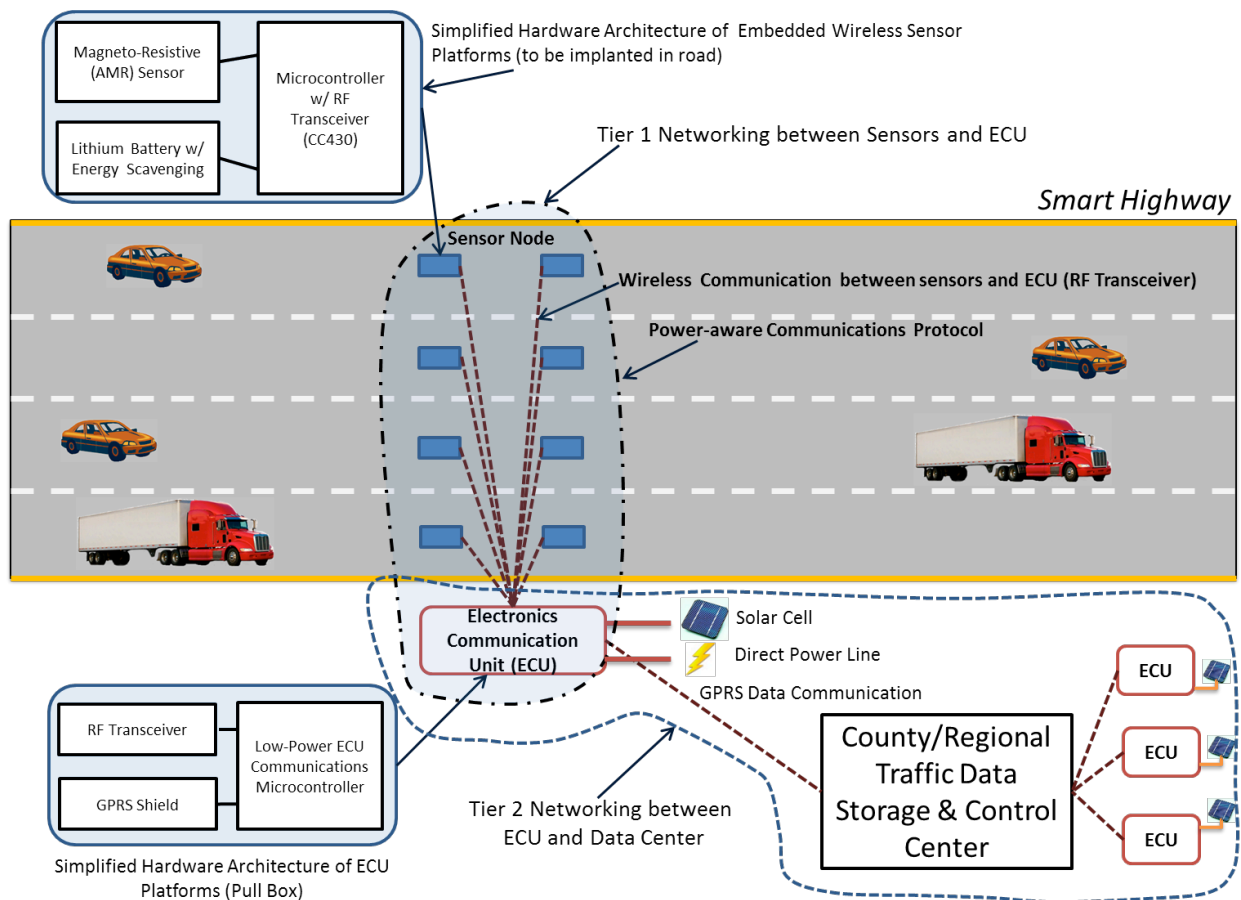 Simplified Hardware Architecture of Embedded Wireless Sensor
Platforms (to be implanted in road)
Magneto-Resistive
(AMR) Sensor
Lithium Battery w/
Energy Scavenging
Microcontroller
w/ RF
Transceiver
(CC430)
Tier 1 Networking between Sensors and ECU
Smart Highway
Sensor Node
Wireless Communication between sensors and ECU (RF Transceiver)
Power-aware Communications Protocol
Electronics
Communication
Unit (ECU)
Solar Cell
Direct Power Line
GPRS Data Communication
RF Transceiver
GPRS Shield
Low-Power ECU
Communications
Microcontroller
Simplified Hardware Architecture of ECU
Platforms (Pull Box)
Tier 2 Networking between
ECU and Data Center
County/Regional
Traffic Data
Storage & Control
Center
ECU
ECU
ECU